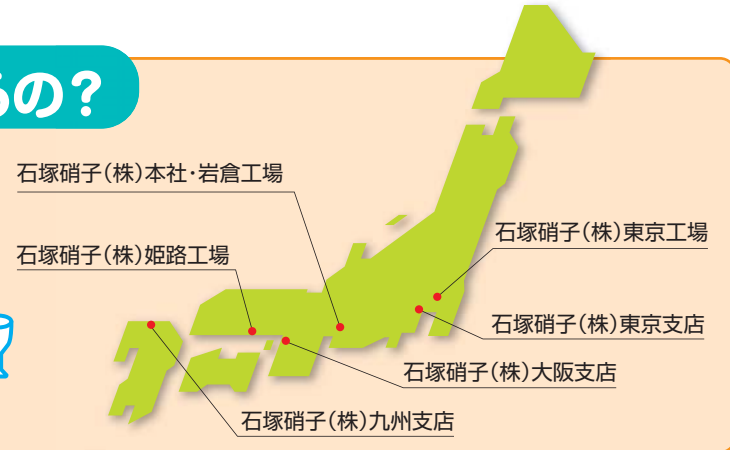 るの?
石塚硝子(株)本社・岩倉工場
石塚硝子(株)東京工場
石塚硝子(株)姫路工場
石塚硝子(株)東京支店
石塚硝子(株)大阪支店
石塚硝子(株)九州支店